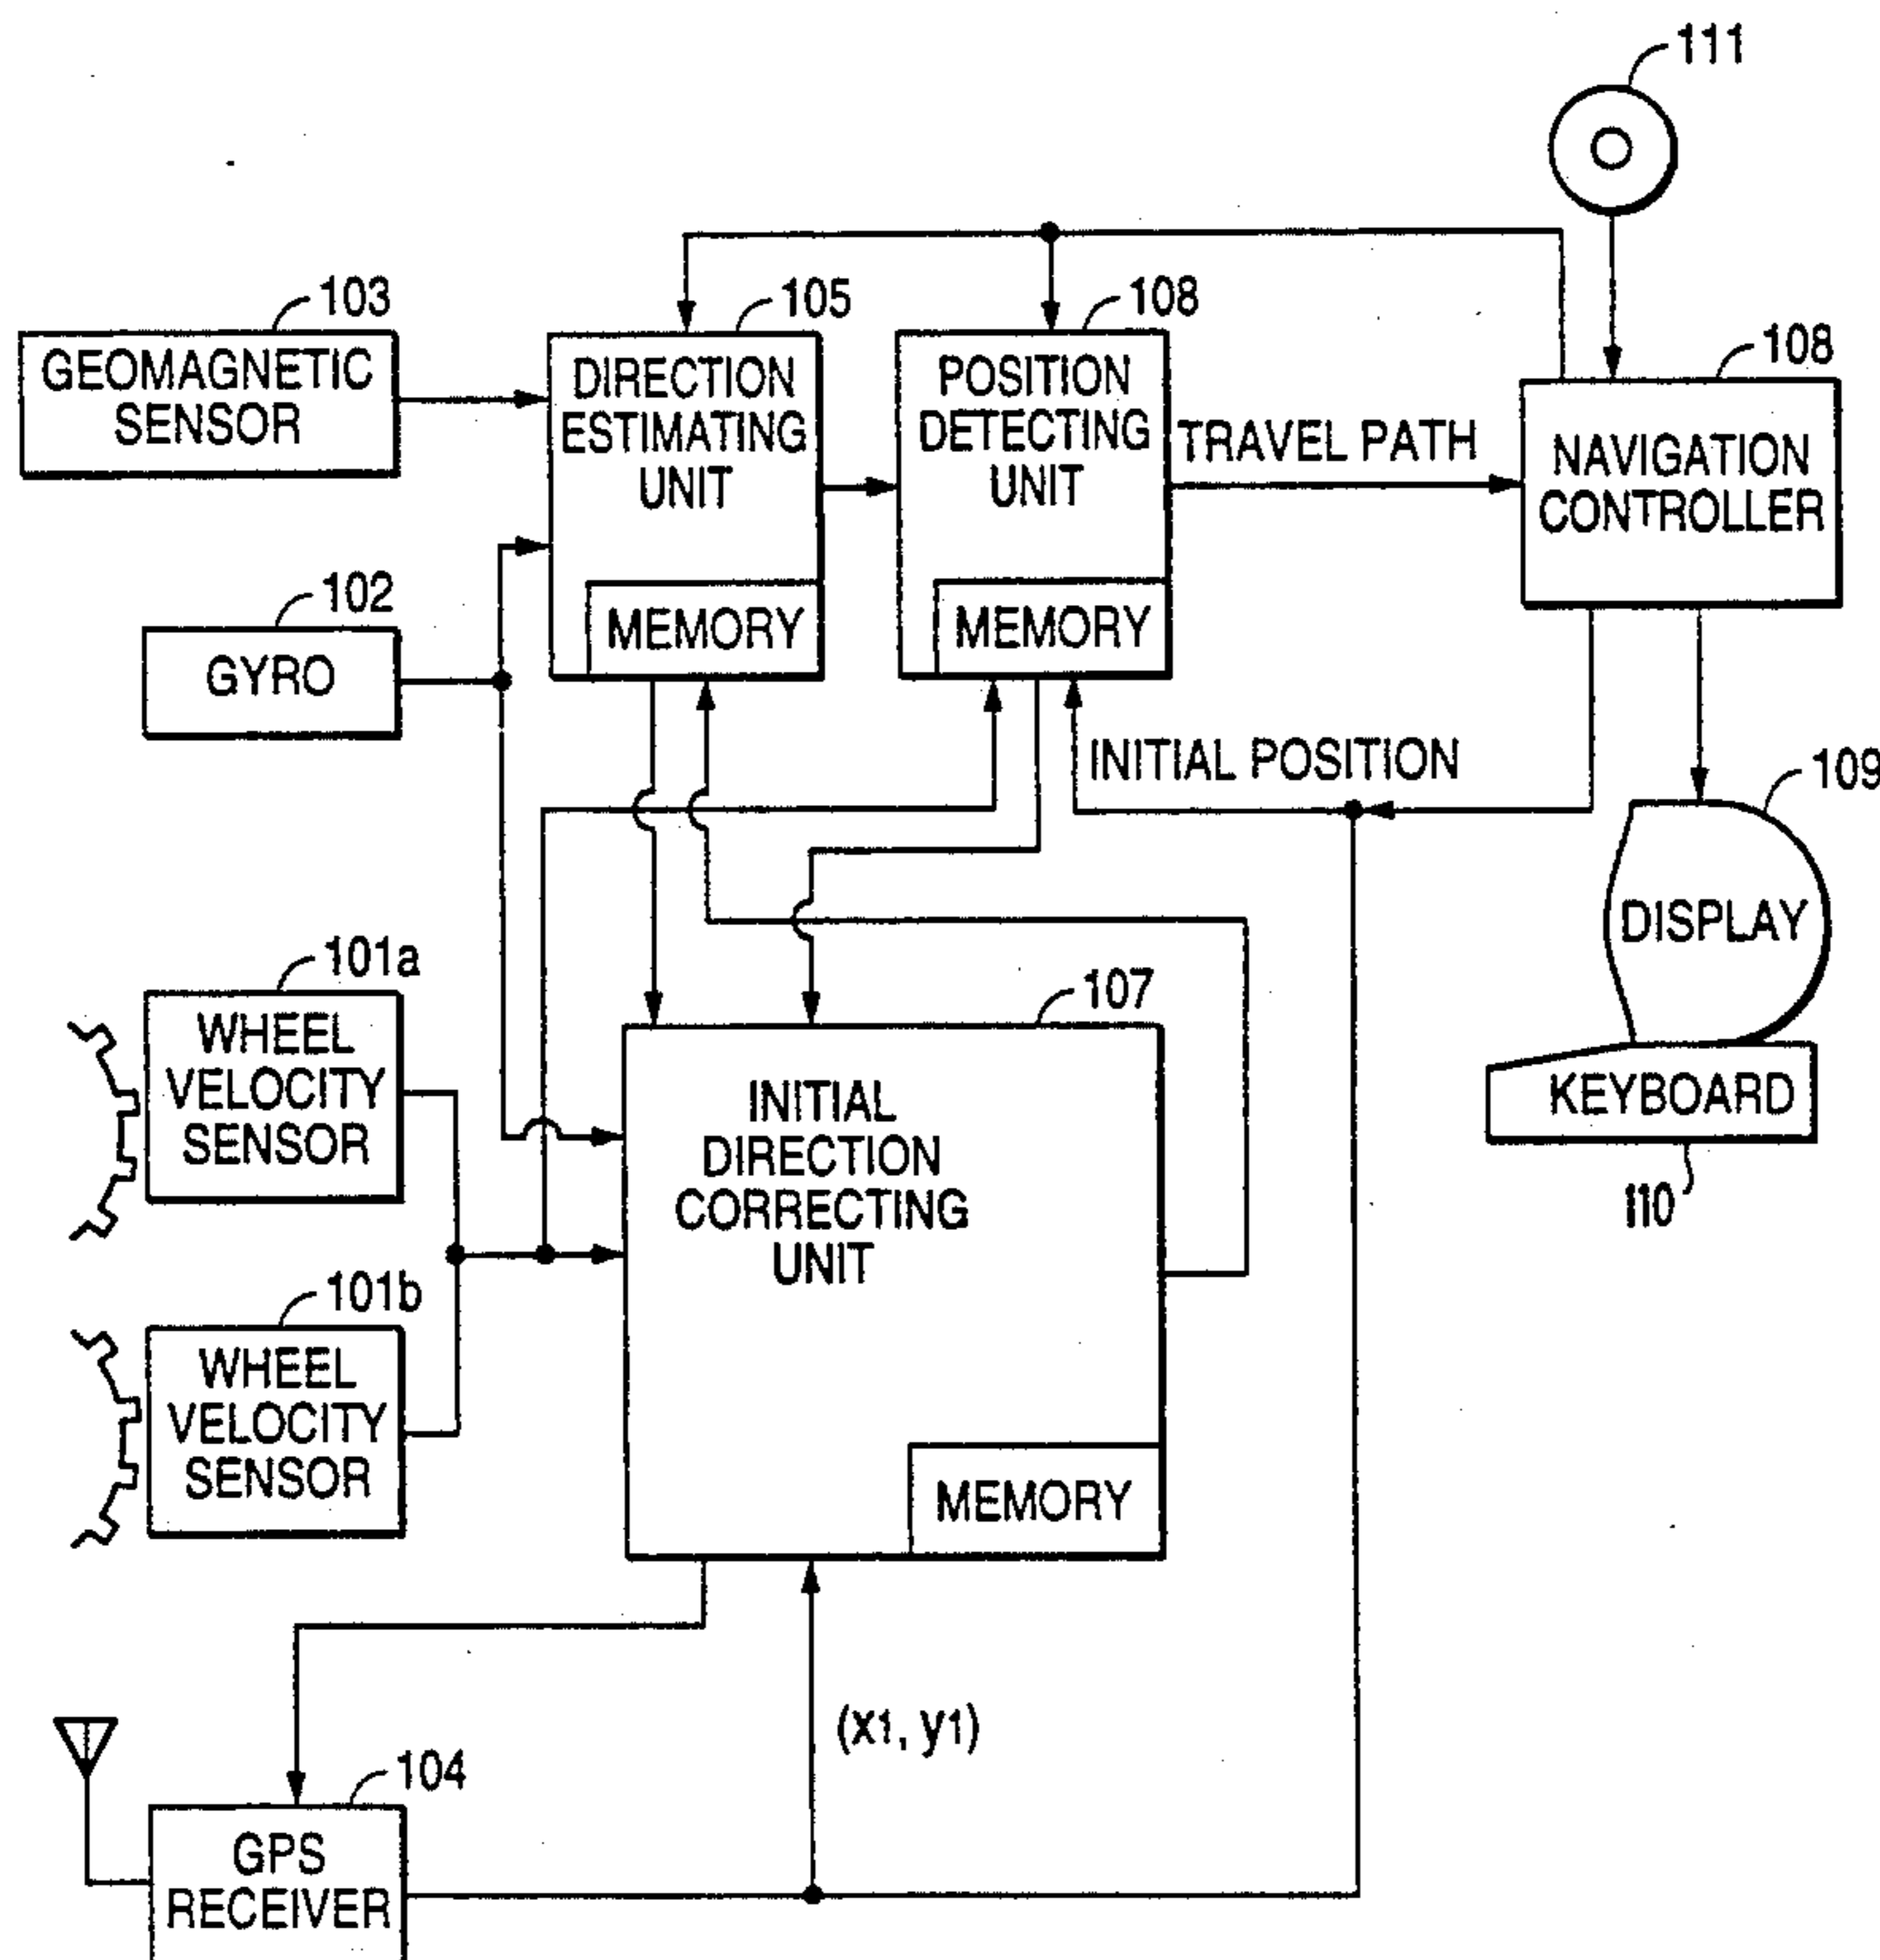 111
103
GEOMAGNETIC
SENSOR
105
DIRECTION
ESTIMATING
UNIT
MEMORY
108
POSITION
DETECTING
UNIT
MEMORY
TRAVEL PATH
108
NAVIGATION
CONTROLLER
102
GYRO
INITIAL POSITION
109
DISPLAY
KEYBOARD
110
101a
WHEEL
VELOCITY
SENSOR
107
INITIAL
DIRECTION
CORRECTING
UNIT
MEMORY
101b
WHEEL
VELOCITY
SENSOR
(x1, y1)
104
GPS
RECEIVER